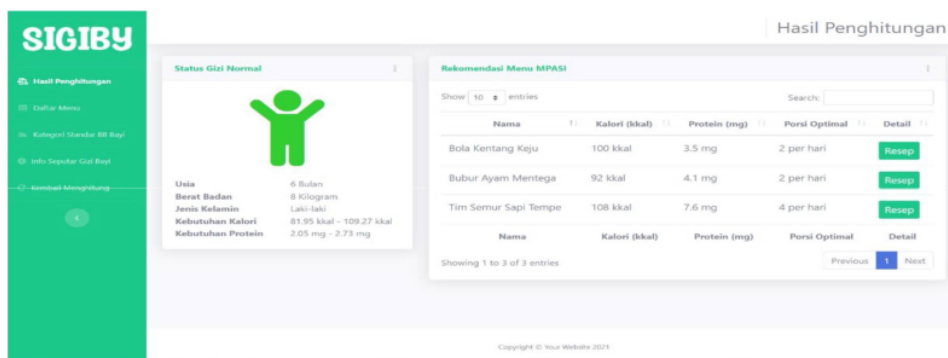 SIGIBY
Hasil Penghitungan
Daftar Menu
Kategori Standar BB Bayi
Info Seputar Gizi Bayi
Kembali Menghitung
Hasil Penghitungan
Status Gizi Normal
Usia 6 Bulan
Berat Badan 8 Kilogram
Jenis Kelamin Laki-laki
Kebutuhan Kalori 81.95 kkal - 109.27 kkal
Kebutuhan Protein 2.05 mg - 2.73 mg
Rekomendasi Menu MPASI
Show 10 entries Search:
Nama Kalori (kkal) Protein (mg) Porsi Optimal Detail
Bola Kentang Keju 100 kkal 3.5 mg 2 per hari Resep
Bubur Ayam Mentega 92 kkal 4.1 mg 2 per hari Resep
Tim Semur Sapi Tempe 108 kkal 7.6 mg 4 per hari Resep
Nama Kalori (kkal) Protein (mg) Porsi Optimal Detail
Showing 1 to 3 of 3 entries Previous 1 Next
Copyright © Your Website 2021